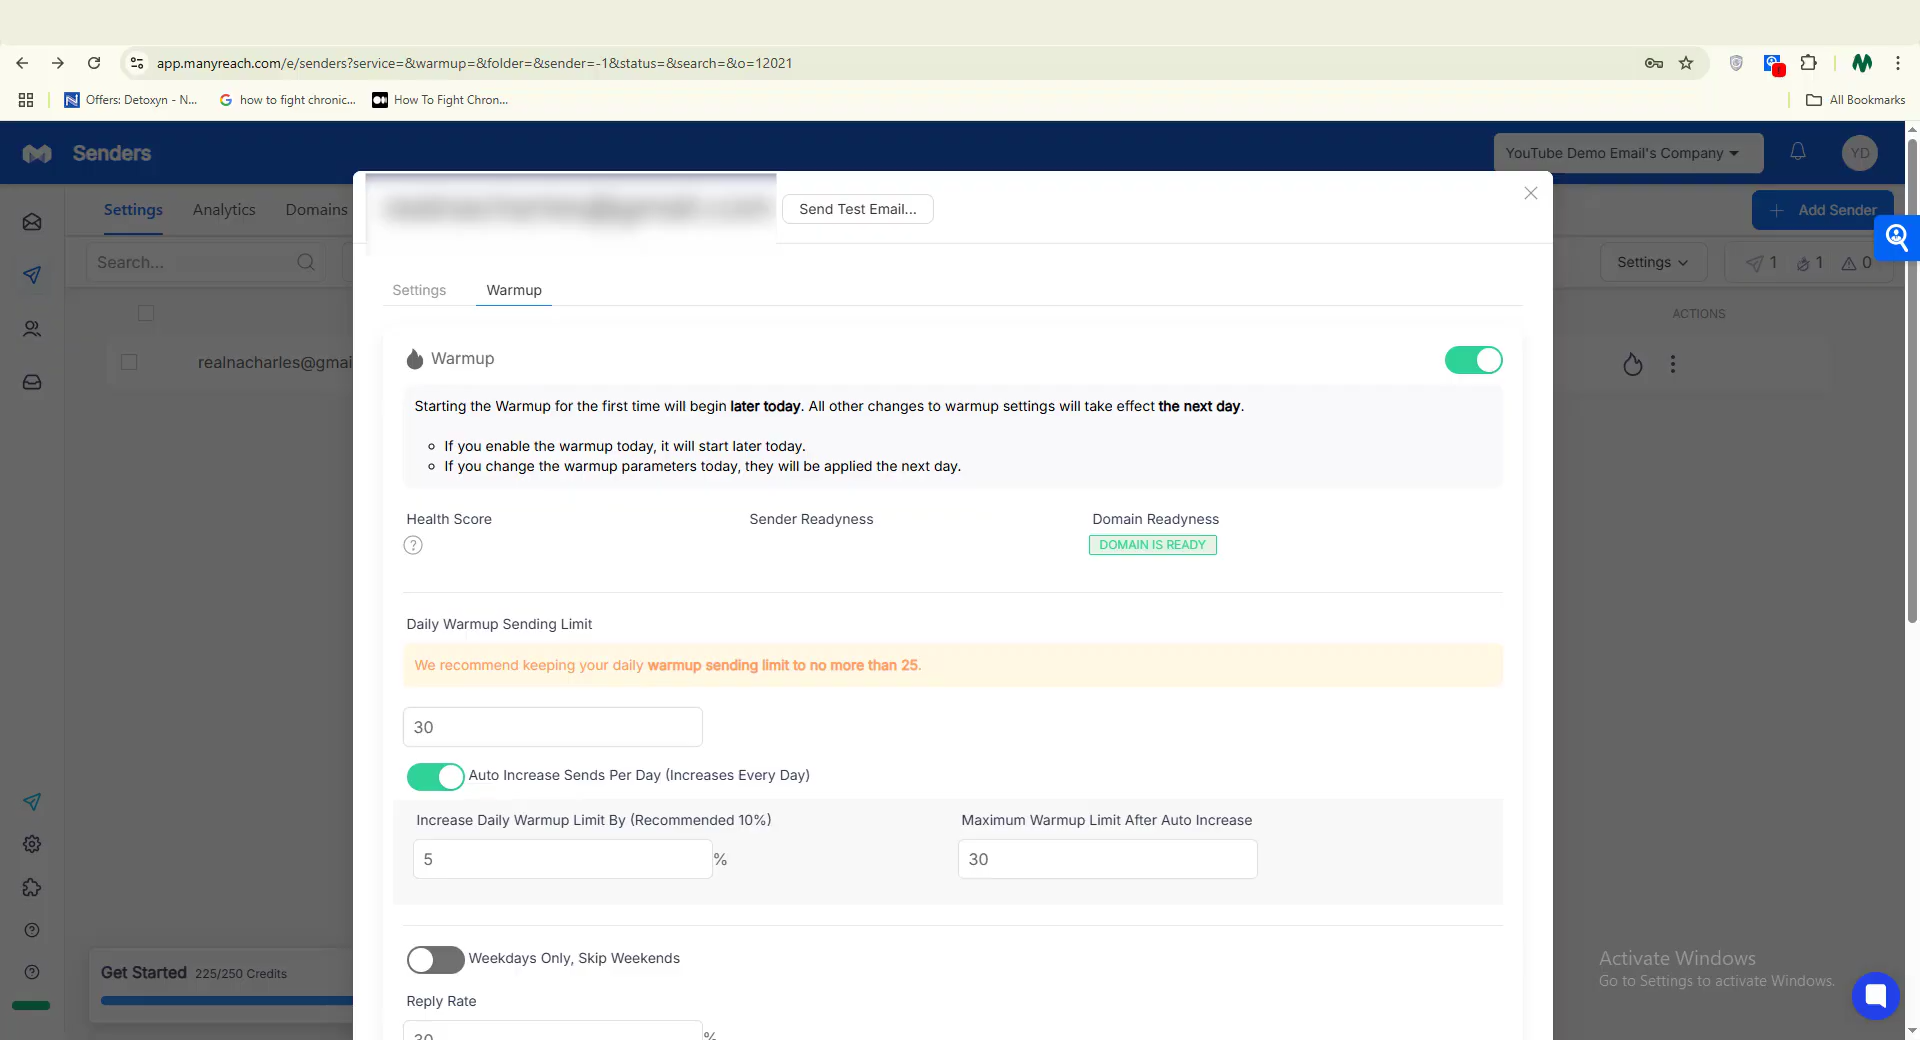 app.manyreach.com/e/senders?service=&warmup=&folder=&sender=-1&status=&search=&o=12021
Offers: Detoxyn - N...
how to fight chronic...
How To Fight Chron...
All Bookmarks
Senders
YouTube Demo Email's Company
YD
Send Test Email...
Settings
Analytics
Domains
Add Sender
Search...
Settings
1
1
0
Settings
Warmup
ACTIONS
realnacharles@gmai
Warmup
Starting the Warmup for the first time will begin later today. All other changes to warmup settings will take effect the next day.
If you enable the warmup today, it will start later today.
If you change the warmup parameters today, they will be applied the next day.
Health Score
Sender Readyness
Domain Readyness
?
DOMAIN IS READY
Daily Warmup Sending Limit
We recommend keeping your daily warmup sending limit to no more than 25.
30
Auto Increase Sends Per Day (Increases Every Day)
Increase Daily Warmup Limit By (Recommended 10%)
Maximum Warmup Limit After Auto Increase
5
%
30
Weekdays Only, Skip Weekends
Get Started 225/250 Credits
Activate Windows
Go to Settings to activate Windows.
Reply Rate
30
%